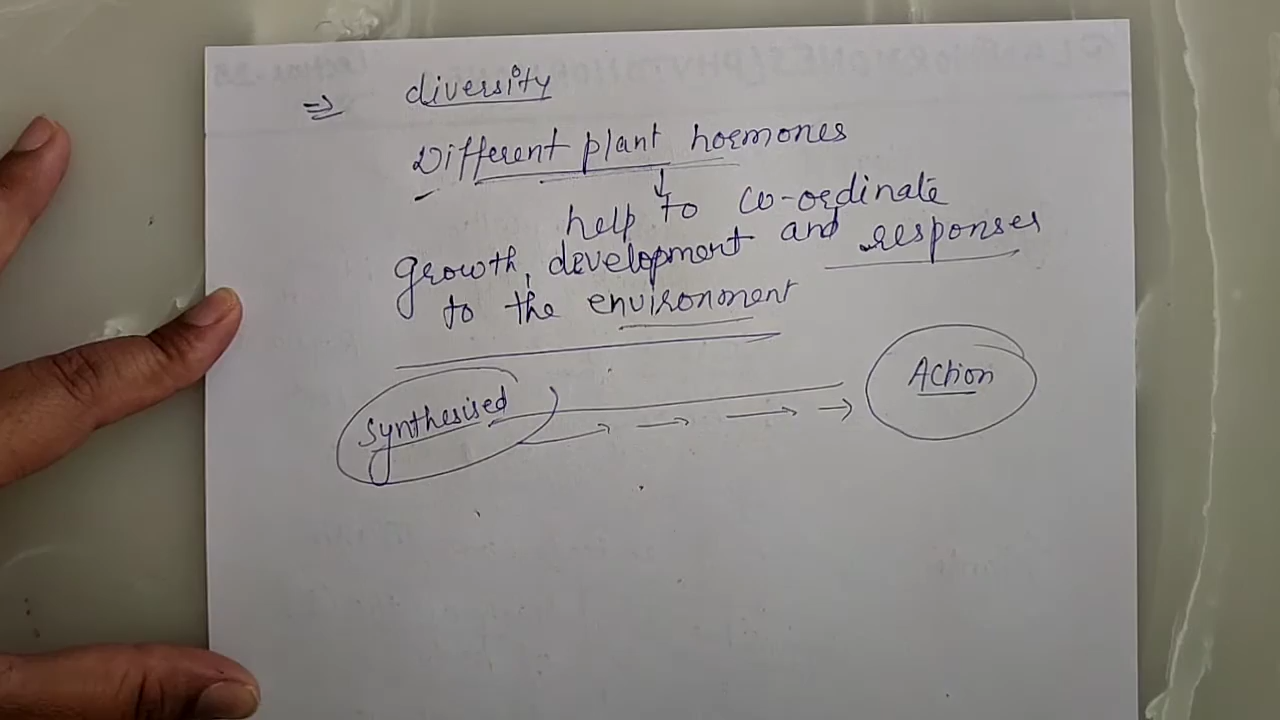 ⇒ diversity
Different plant hormones
↓
help to co-ordinate
growth, development and responses
to the environment
Synthesised → → → → Action